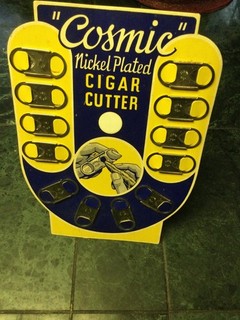 "Cosmic"
Nickel Plated
CIGAR
CUTTER